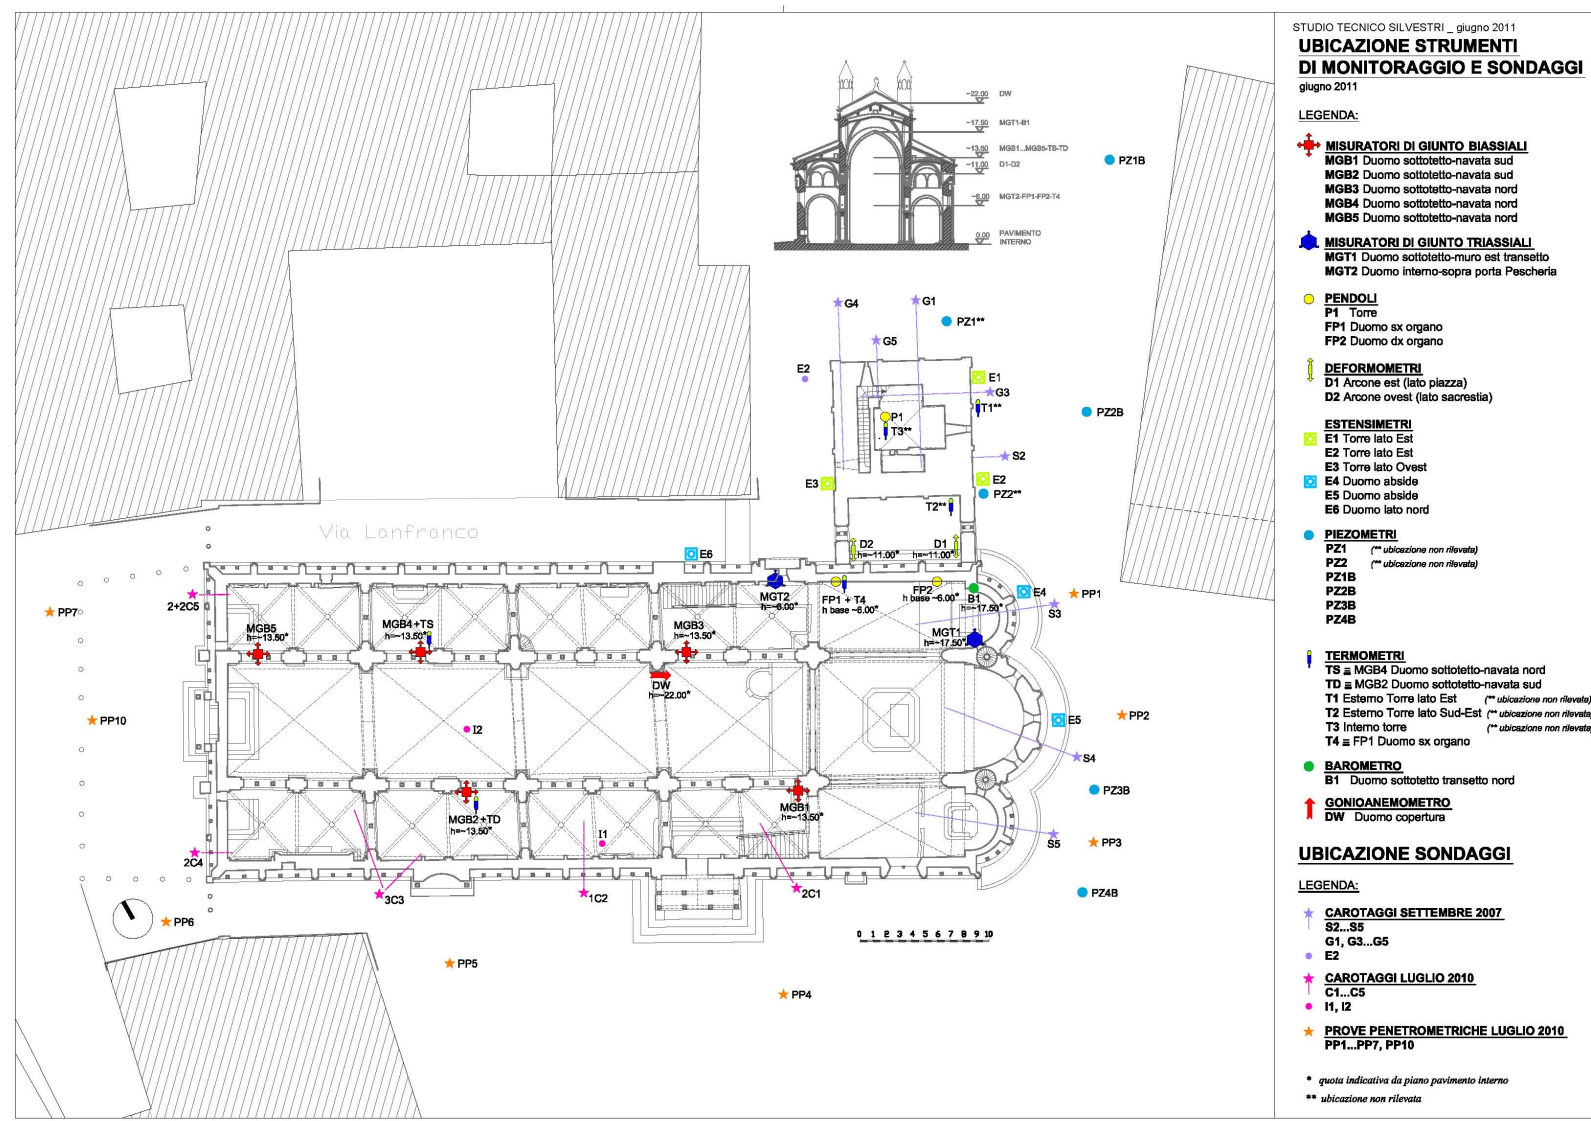 STUDIO TECNICO SILVESTRI _ giugno 2011
UBICAZIONE STRUMENTI
DI MONITORAGGIO E SONDAGGI
giugno 2011
LEGENDA:
MISURATORI DI GIUNTO BIASSIALI
MGB1 Duomo sottotetto-navata sud
MGB2 Duomo sottotetto-navata sud
MGB3 Duomo sottotetto-navata nord
MGB4 Duomo sottotetto-navata nord
MGB5 Duomo sottotetto-navata nord
MISURATORI DI GIUNTO TRIASSIALI
MGT1 Duomo sottotetto-muro est transetto
MGT2 Duomo interno-sopra porta Pescheria
PENDOLI
P1 Torre
FP1 Duomo sx organo
FP2 Duomo dx organo
DEFORMOMETRI
D1 Arcone est (lato piazza)
D2 Arcone ovest (lato sacrestia)
ESTENSIMETRI
E1 Torre lato Est
E2 Torre lato Est
E3 Torre lato Ovest
E4 Duomo abside
E5 Duomo abside
E6 Duomo lato nord
PIEZOMETRI
PZ1 (** ubicazione non rilevata)
PZ2 (** ubicazione non rilevata)
PZ1B
PZ2B
PZ3B
PZ4B
TERMOMETRI
TS ≡ MGB4 Duomo sottotetto-navata nord
TD ≡ MGB2 Duomo sottotetto-navata sud
T1 Esterno Torre lato Est (** ubicazione non rilevata)
T2 Esterno Torre lato Sud-Est (** ubicazione non rilevata)
T3 Interno torre (** ubicazione non rilevata)
T4 ≡ FP1 Duomo sx organo
BAROMETRO
B1 Duomo sottotetto transetto nord
GONIOANEMOMETRO
DW Duomo copertura
UBICAZIONE SONDAGGI
LEGENDA:
CAROTAGGI SETTEMBRE 2007
S2...S5
G1, G3...G5
E2
CAROTAGGI LUGLIO 2010
C1...C5
I1, I2
PROVE PENETROMETRICHE LUGLIO 2010
PP1...PP7, PP10
* quota indicativa da piano pavimento interno
** ubicazione non rilevata
~22.00 DW
~17.50 MGT1-B1
~13.50 MGB1...MGB5-TS-TD
~11.00 D1-D2
~6.00 MGT2-FP1-FP2-T4
0.00 PAVIMENTO
INTERNO
PZ1B
G4
G1
PZ1**
G5
E2
E1
G3
T1**
P1
T3**
PZ2B
S2
E3
E2
PZ2**
T2**
Via Lanfranco
D2
h=~11.00*
D1
h=~11.00*
E6
2+2C5
PP7
MGB5
h=~13.50*
MGB4+TS
h=~13.50*
MGB3
h=~13.50*
MGT2
h=~6.00*
FP1 + T4
h base ~6.00*
FP2
h base ~6.00*
B1
h=~17.50*
E4
PP1
S3
MGT1
h=~17.50*
DW
h=~22.00*
PP10
I2
E5
PP2
S4
MGB2+TD
h=~13.50*
MGB1
h=~13.50*
PZ3B
I1
S5
PP3
2C4
3C3
1C2
2C1
PZ4B
PP6
0 1 2 3 4 5 6 7 8 9 10
PP5
PP4